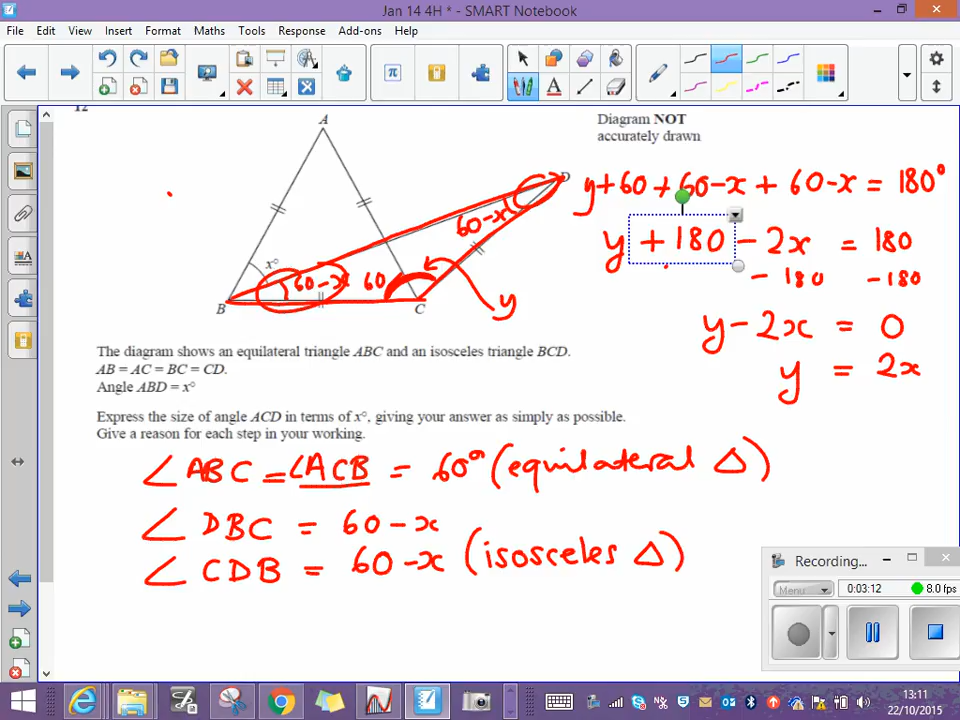 Jan 14 4H * - SMART Notebook
File Edit View Insert Format Maths Tools Response Add-ons Help
π
A
12
A
D
B
C
x°
60-x
60
60-x
y
Diagram NOT
accurately drawn
y+60+60-x + 60-x = 180°
y +180 - 2x = 180
- 180 -180
y - 2x = 0
y = 2x
The diagram shows an equilateral triangle ABC and an isosceles triangle BCD.
AB = AC = BC = CD.
Angle ABD = x°
Express the size of angle ACD in terms of x°, giving your answer as simply as possible.
Give a reason for each step in your working.
∠ABC = ∠ACB = 60° (equilateral Δ)
∠ DBC = 60-x
∠ CDB = 60-x (isosceles Δ)
Recording...
Menu
0:03:12
8.0 fps
13:11
22/10/2015